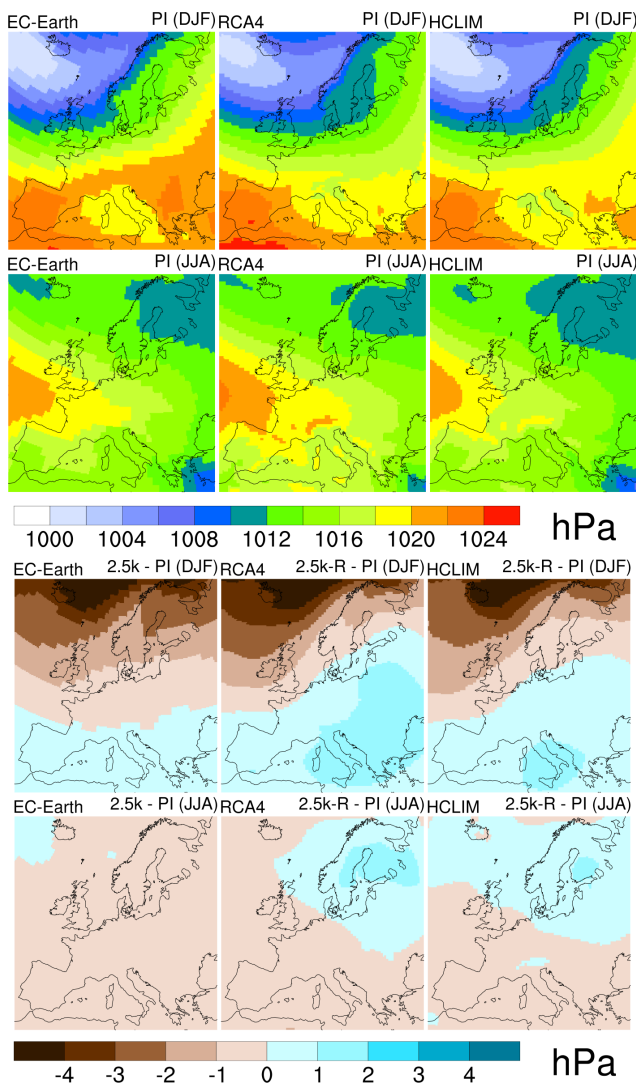 EC-Earth PI (DJF) RCA4 PI (DJF) HCLIM PI (DJF)
EC-Earth PI (JJA) RCA4 PI (JJA) HCLIM PI (JJA)
1000 1004 1008 1012 1016 1020 1024 hPa
EC-Earth 2.5k - PI (DJF) RCA4 2.5k-R - PI (DJF) HCLIM 2.5k-R - PI (DJF)
EC-Earth 2.5k - PI (JJA) RCA4 2.5k-R - PI (JJA) HCLIM 2.5k-R - PI (JJA)
-4 -3 -2 -1 0 1 2 3 4 hPa